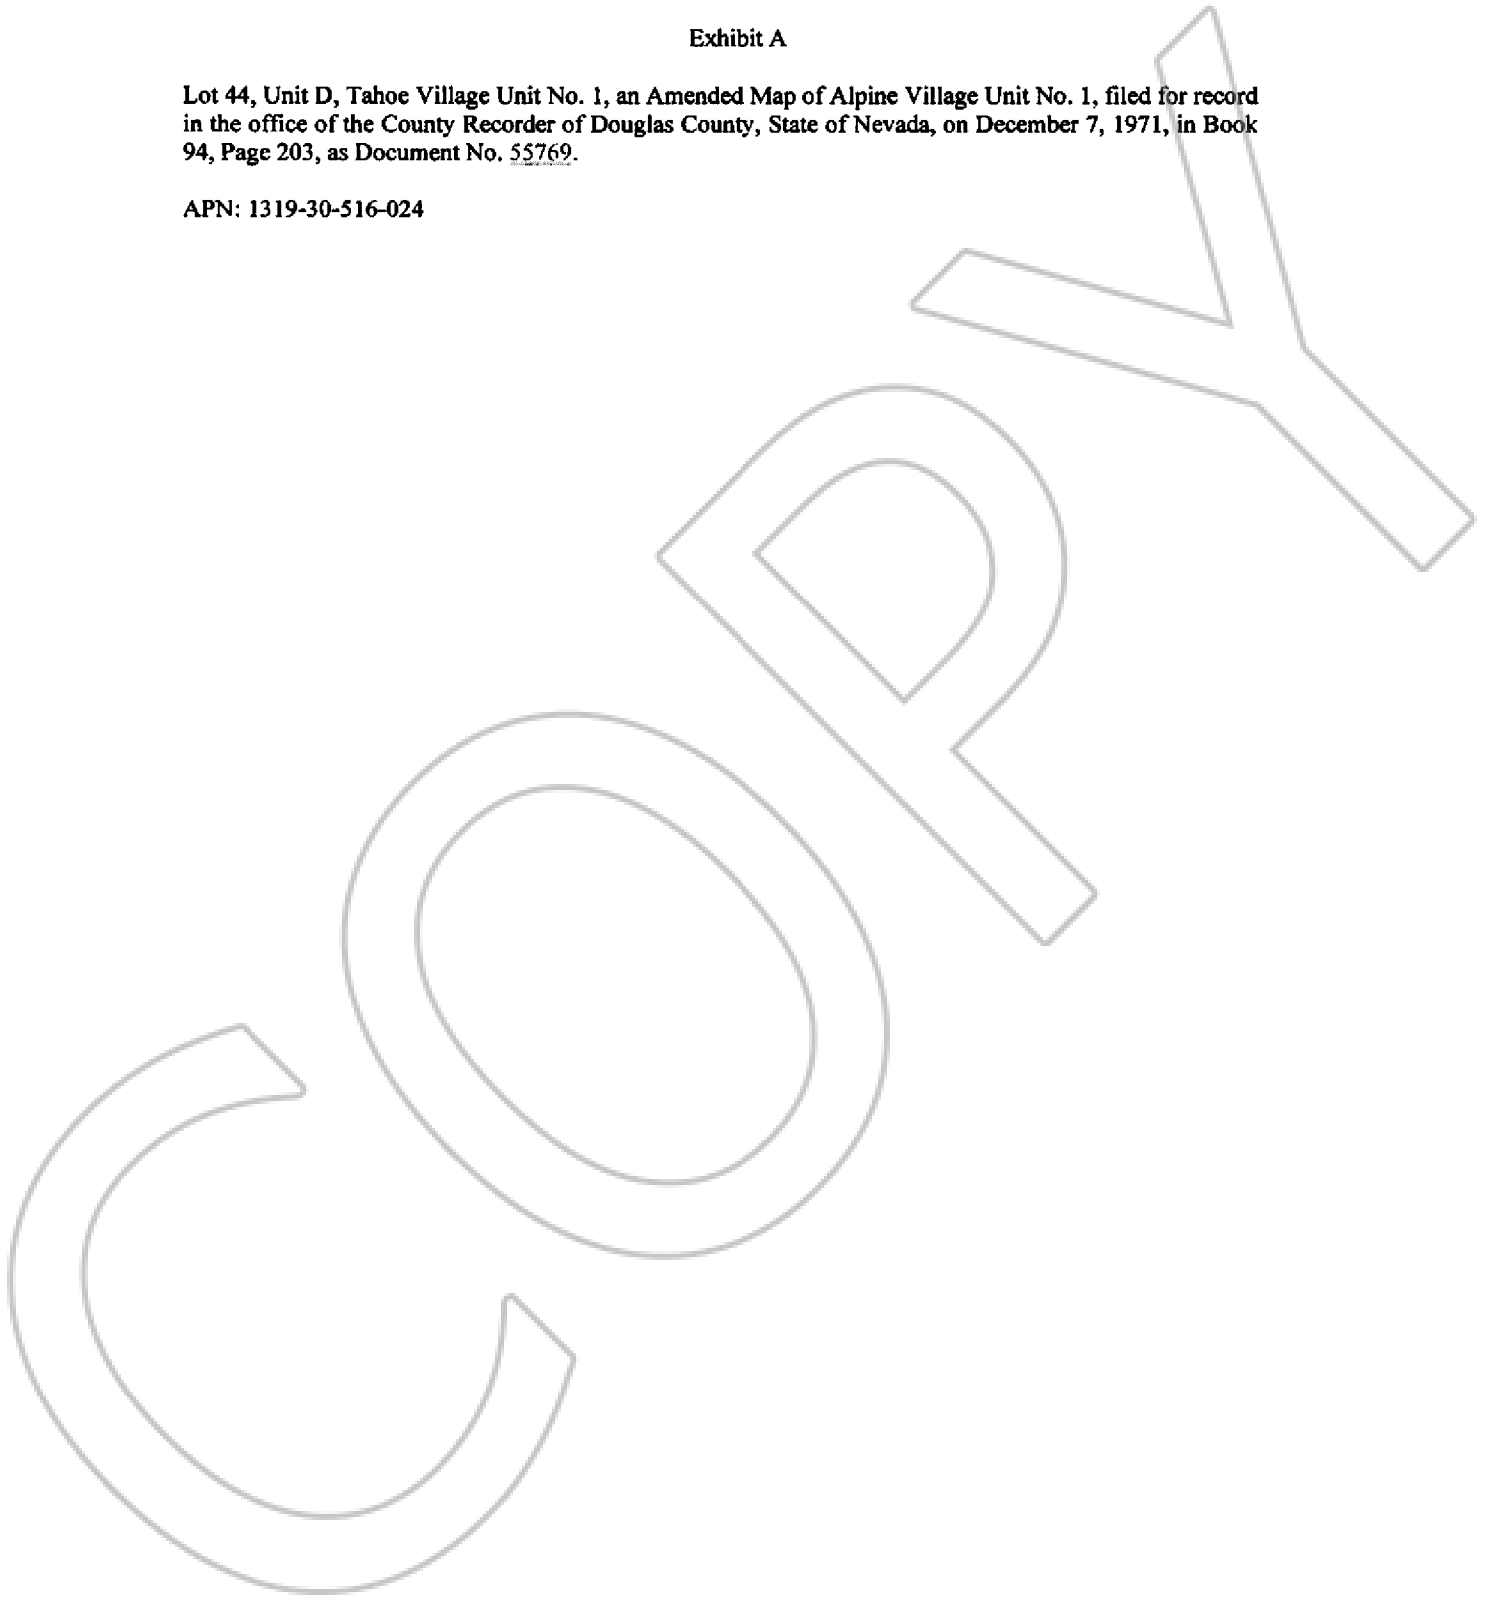 Exhibit A
Lot 44, Unit D, Tahoe Village Unit No. 1, an Amended Map of Alpine Village Unit No. 1, filed for record
in the office of the County Recorder of Douglas County, State of Nevada, on December 7, 1971, in Book
94, Page 203, as Document No. 55769.
APN: 1319-30-516-024
COPY